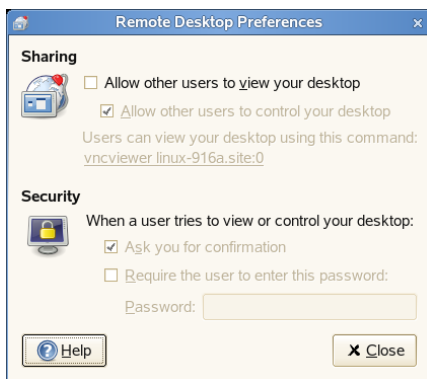 Remote Desktop Preferences
Sharing
Allow other users to view your desktop
Allow other users to control your desktop
Users can view your desktop using this command:
vncviewer linux-916a.site:0
Security
When a user tries to view or control your desktop:
Ask you for confirmation
Require the user to enter this password:
Password:
Help
Close